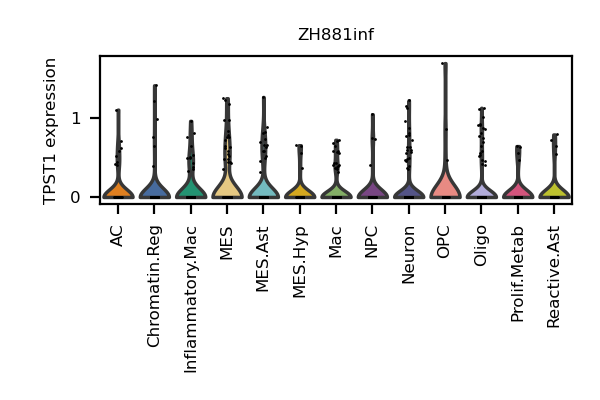 ZH881inf
TPST1 expression
1
0
AC
Chromatin.Reg
Inflammatory.Mac
MES
MES.Ast
MES.Hyp
Mac
NPC
Neuron
OPC
Oligo
Prolif.Metab
Reactive.Ast